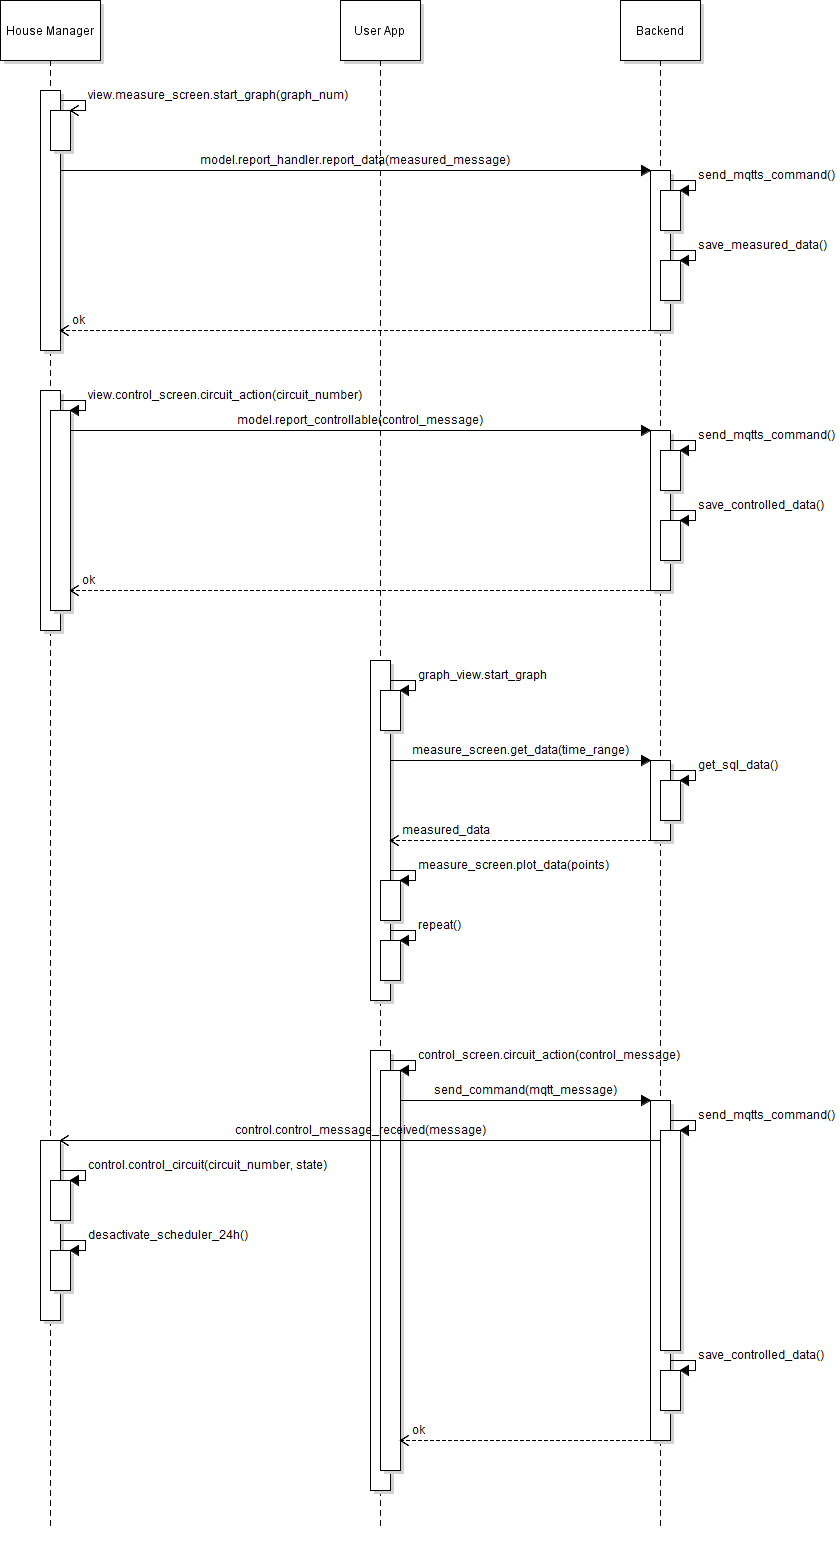 House Manager
User App
Backend
view.measure_screen.start_graph(graph_num)
model.report_handler.report_data(measured_message)
send_mqtts_command()
save_measured_data()
ok
view.control_screen.circuit_action(circuit_number)
model.report_controllable(control_message)
send_mqtts_command()
save_controlled_data()
ok
graph_view.start_graph
measure_screen.get_data(time_range)
get_sql_data()
measured_data
measure_screen.plot_data(points)
repeat()
control_screen.circuit_action(control_message)
send_command(mqtt_message)
send_mqtts_command()
control.control_message_received(message)
control.control_circuit(circuit_number, state)
desactivate_scheduler_24h()
save_controlled_data()
ok